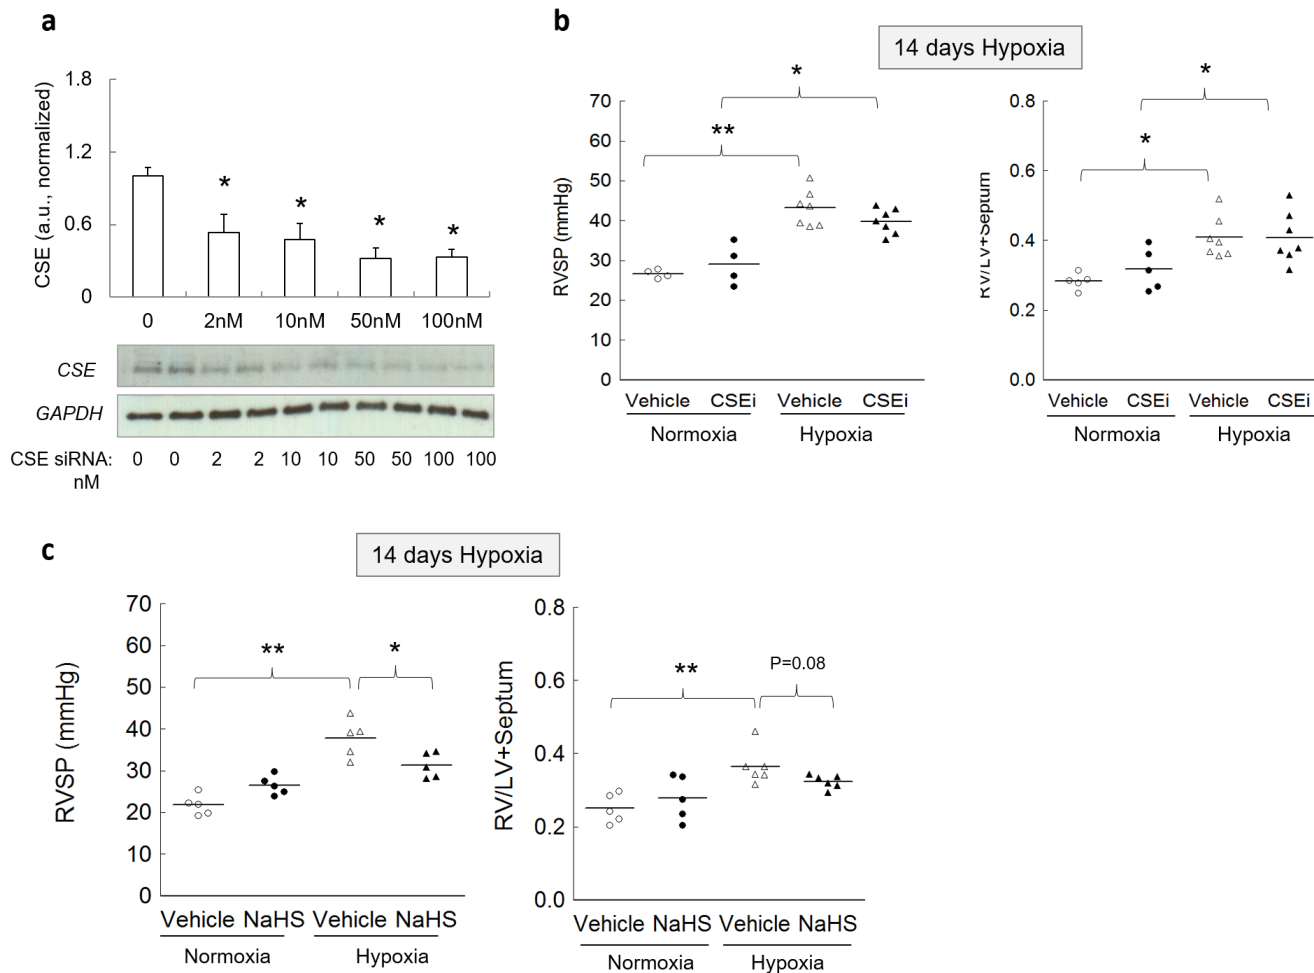 a
CSE (a.u., normalized)
1.8
1.2
0.6
0
*
*
*
*
0 2nM 10nM 50nM 100nM
CSE
GAPDH
CSE siRNA: 0 0 2 2 10 10 50 50 100 100
nM
b
14 days Hypoxia
RVSP (mmHg)
70
60
50
40
30
20
10
0
**
*
Vehicle CSEi Vehicle CSEi
Normoxia Hypoxia
RV/LV+Septum
0.8
0.6
0.4
0.2
0.0
*
*
Vehicle CSEi Vehicle CSEi
Normoxia Hypoxia
c
14 days Hypoxia
RVSP (mmHg)
70
60
50
40
30
20
10
0
**
*
Vehicle NaHS Vehicle NaHS
Normoxia Hypoxia
RV/LV+Septum
0.8
0.6
0.4
0.2
0.0
**
P=0.08
Vehicle NaHS Vehicle NaHS
Normoxia Hypoxia